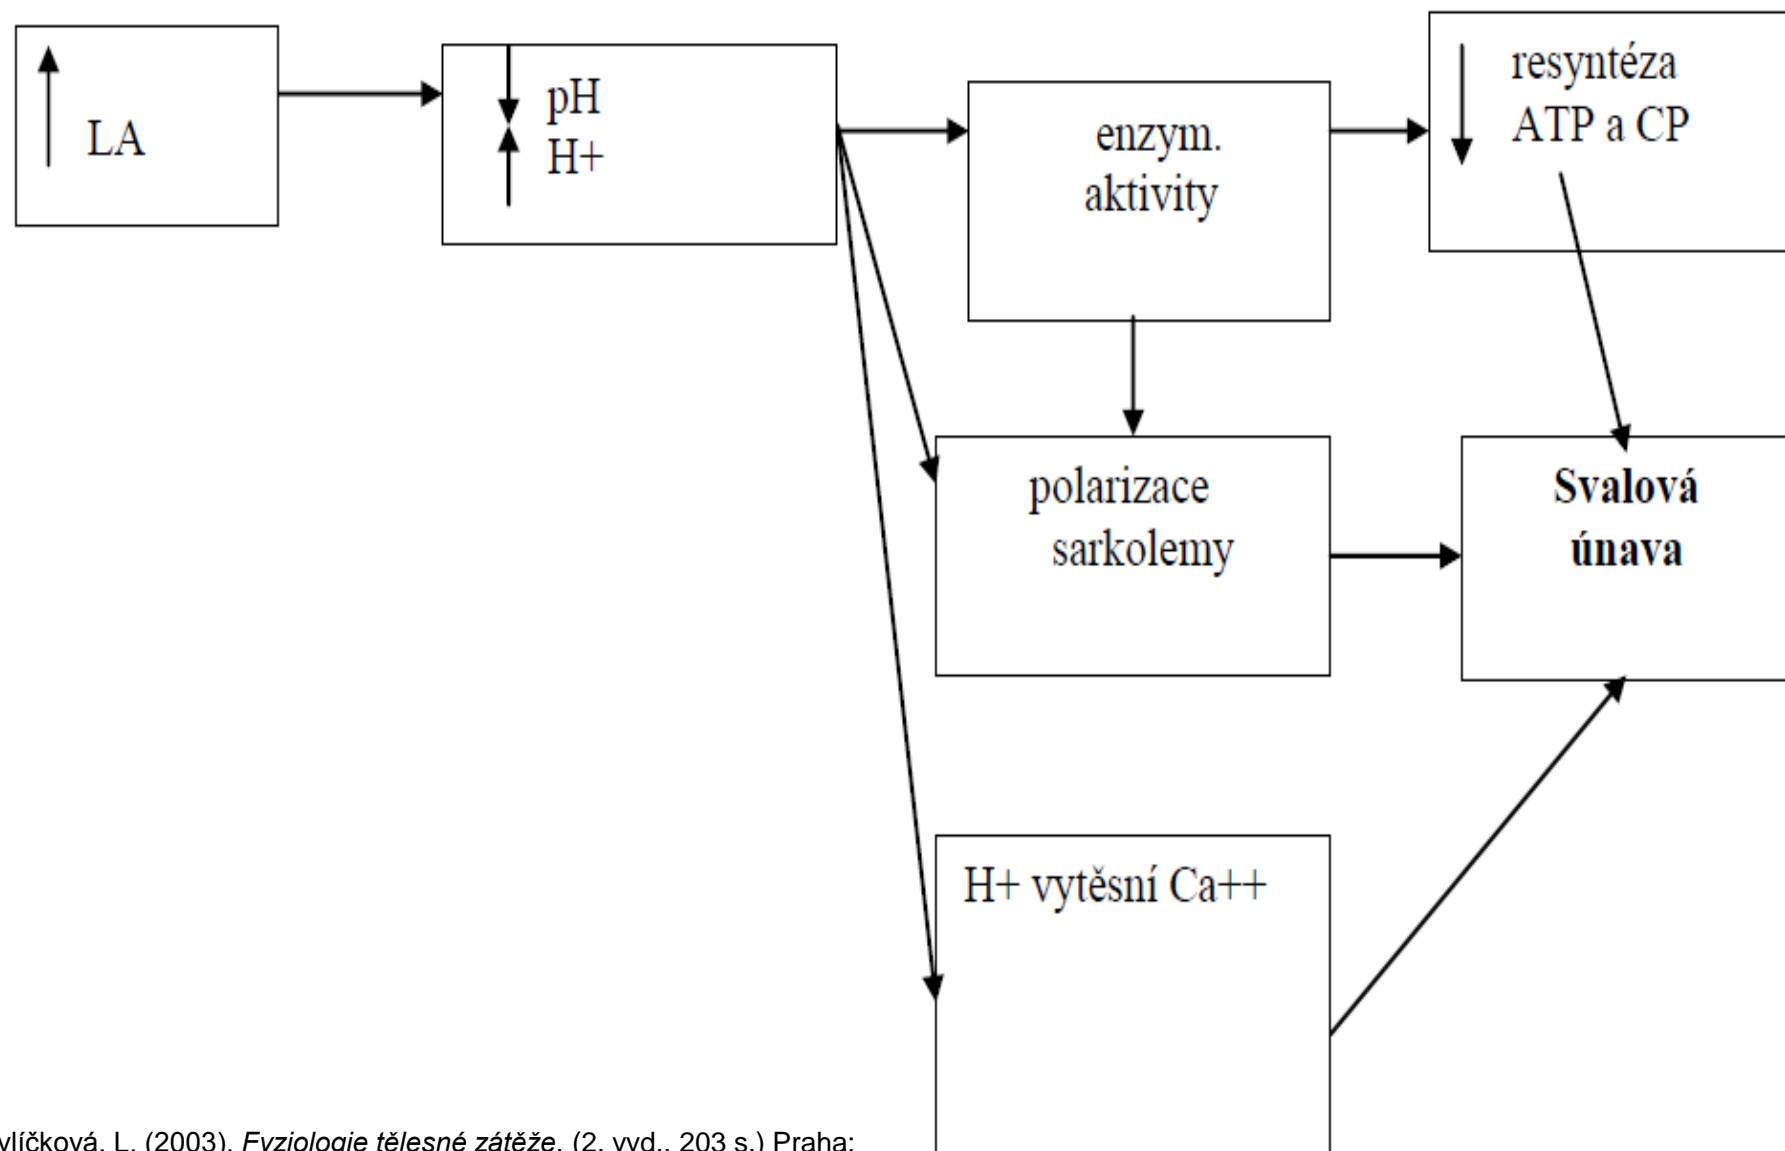 LA
pH
H+
enzym.
aktivity
resyntéza
ATP a CP
polarizace
sarkolemy
Svalová
únava
H+ vytěsní Ca++
vlíčková, L. (2003). Fyziologie tělesné zátěže. (2. vyd., 203 s.) Praha: